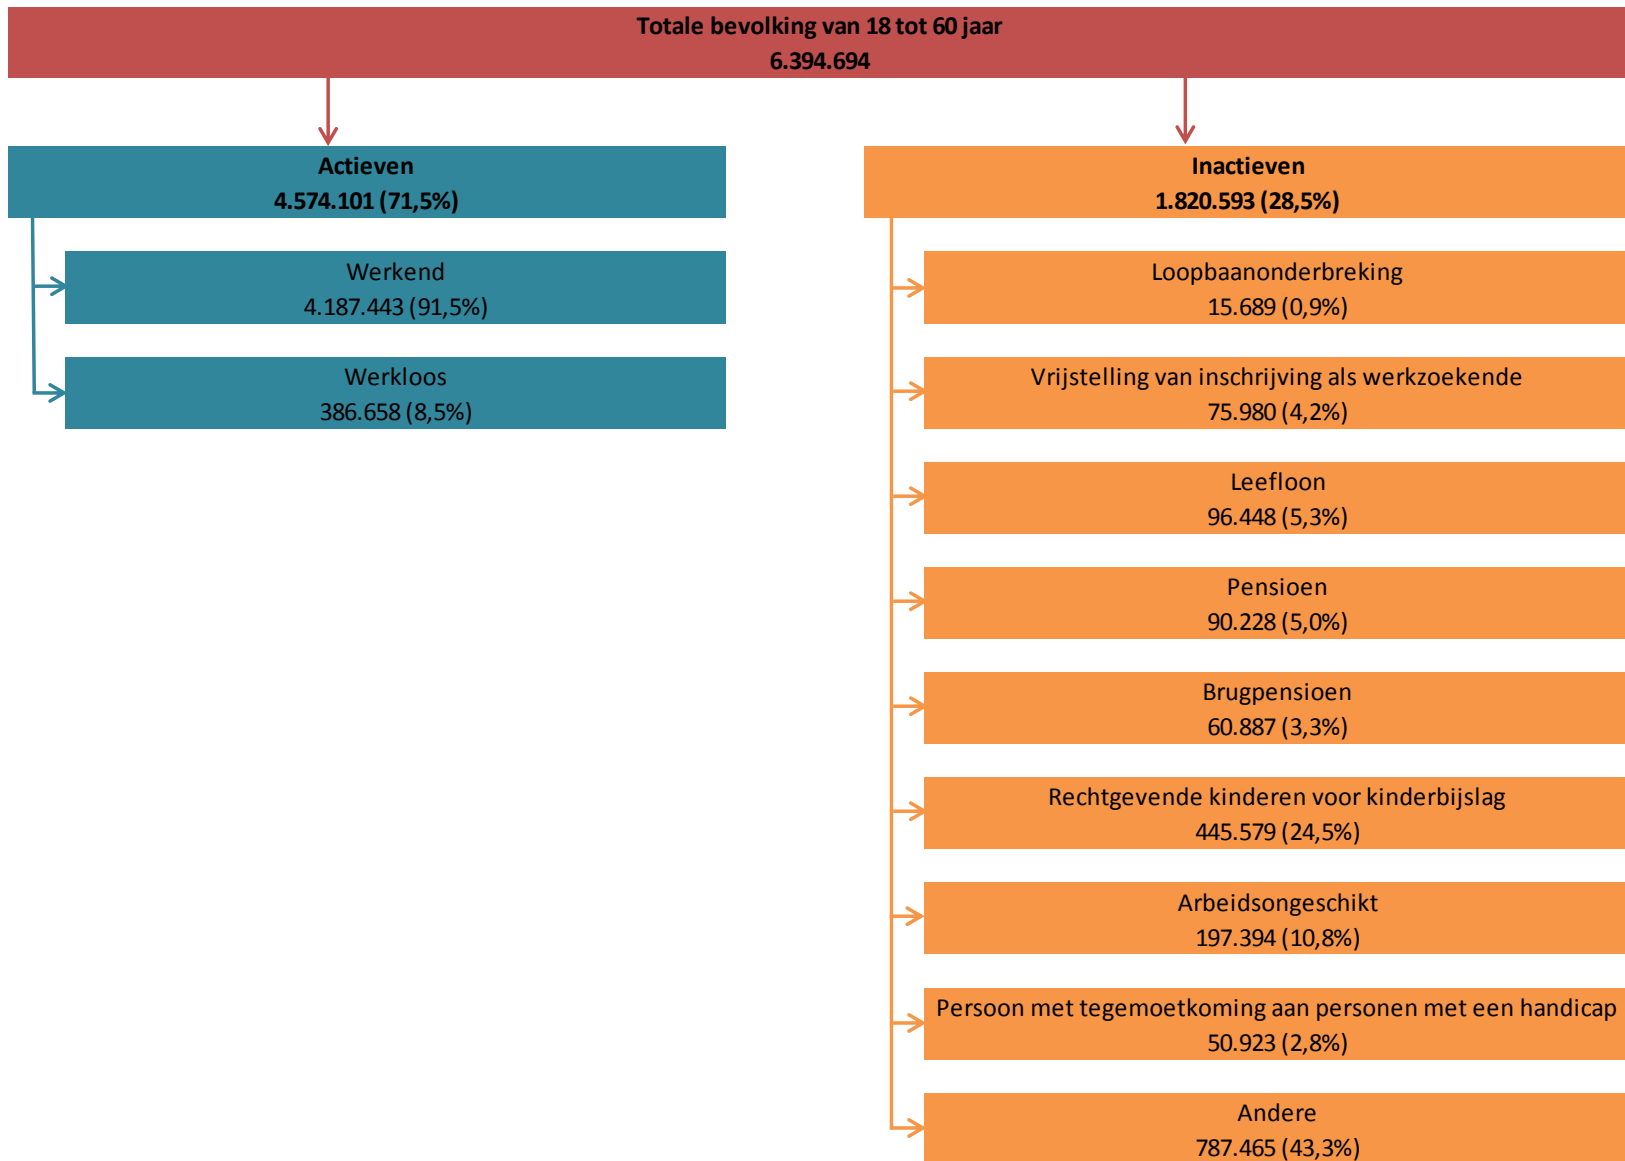 Totale bevolking van 18 tot 60 jaar
6.394.694
Actieven
4.574.101 (71,5%)
Werkend
4.187.443 (91,5%)
Werkloos
386.658 (8,5%)
Inactieven
1.820.593 (28,5%)
Loopbaanonderbreking
15.689 (0,9%)
Vrijstelling van inschrijving als werkzoekende
75.980 (4,2%)
Leefloon
96.448 (5,3%)
Pensioen
90.228 (5,0%)
Brugpensioen
60.887 (3,3%)
Rechtgevende kinderen voor kinderbijslag
445.579 (24,5%)
Arbeidsongeschikt
197.394 (10,8%)
Persoon met tegemoetkoming aan personen met een handicap
50.923 (2,8%)
Andere
787.465 (43,3%)